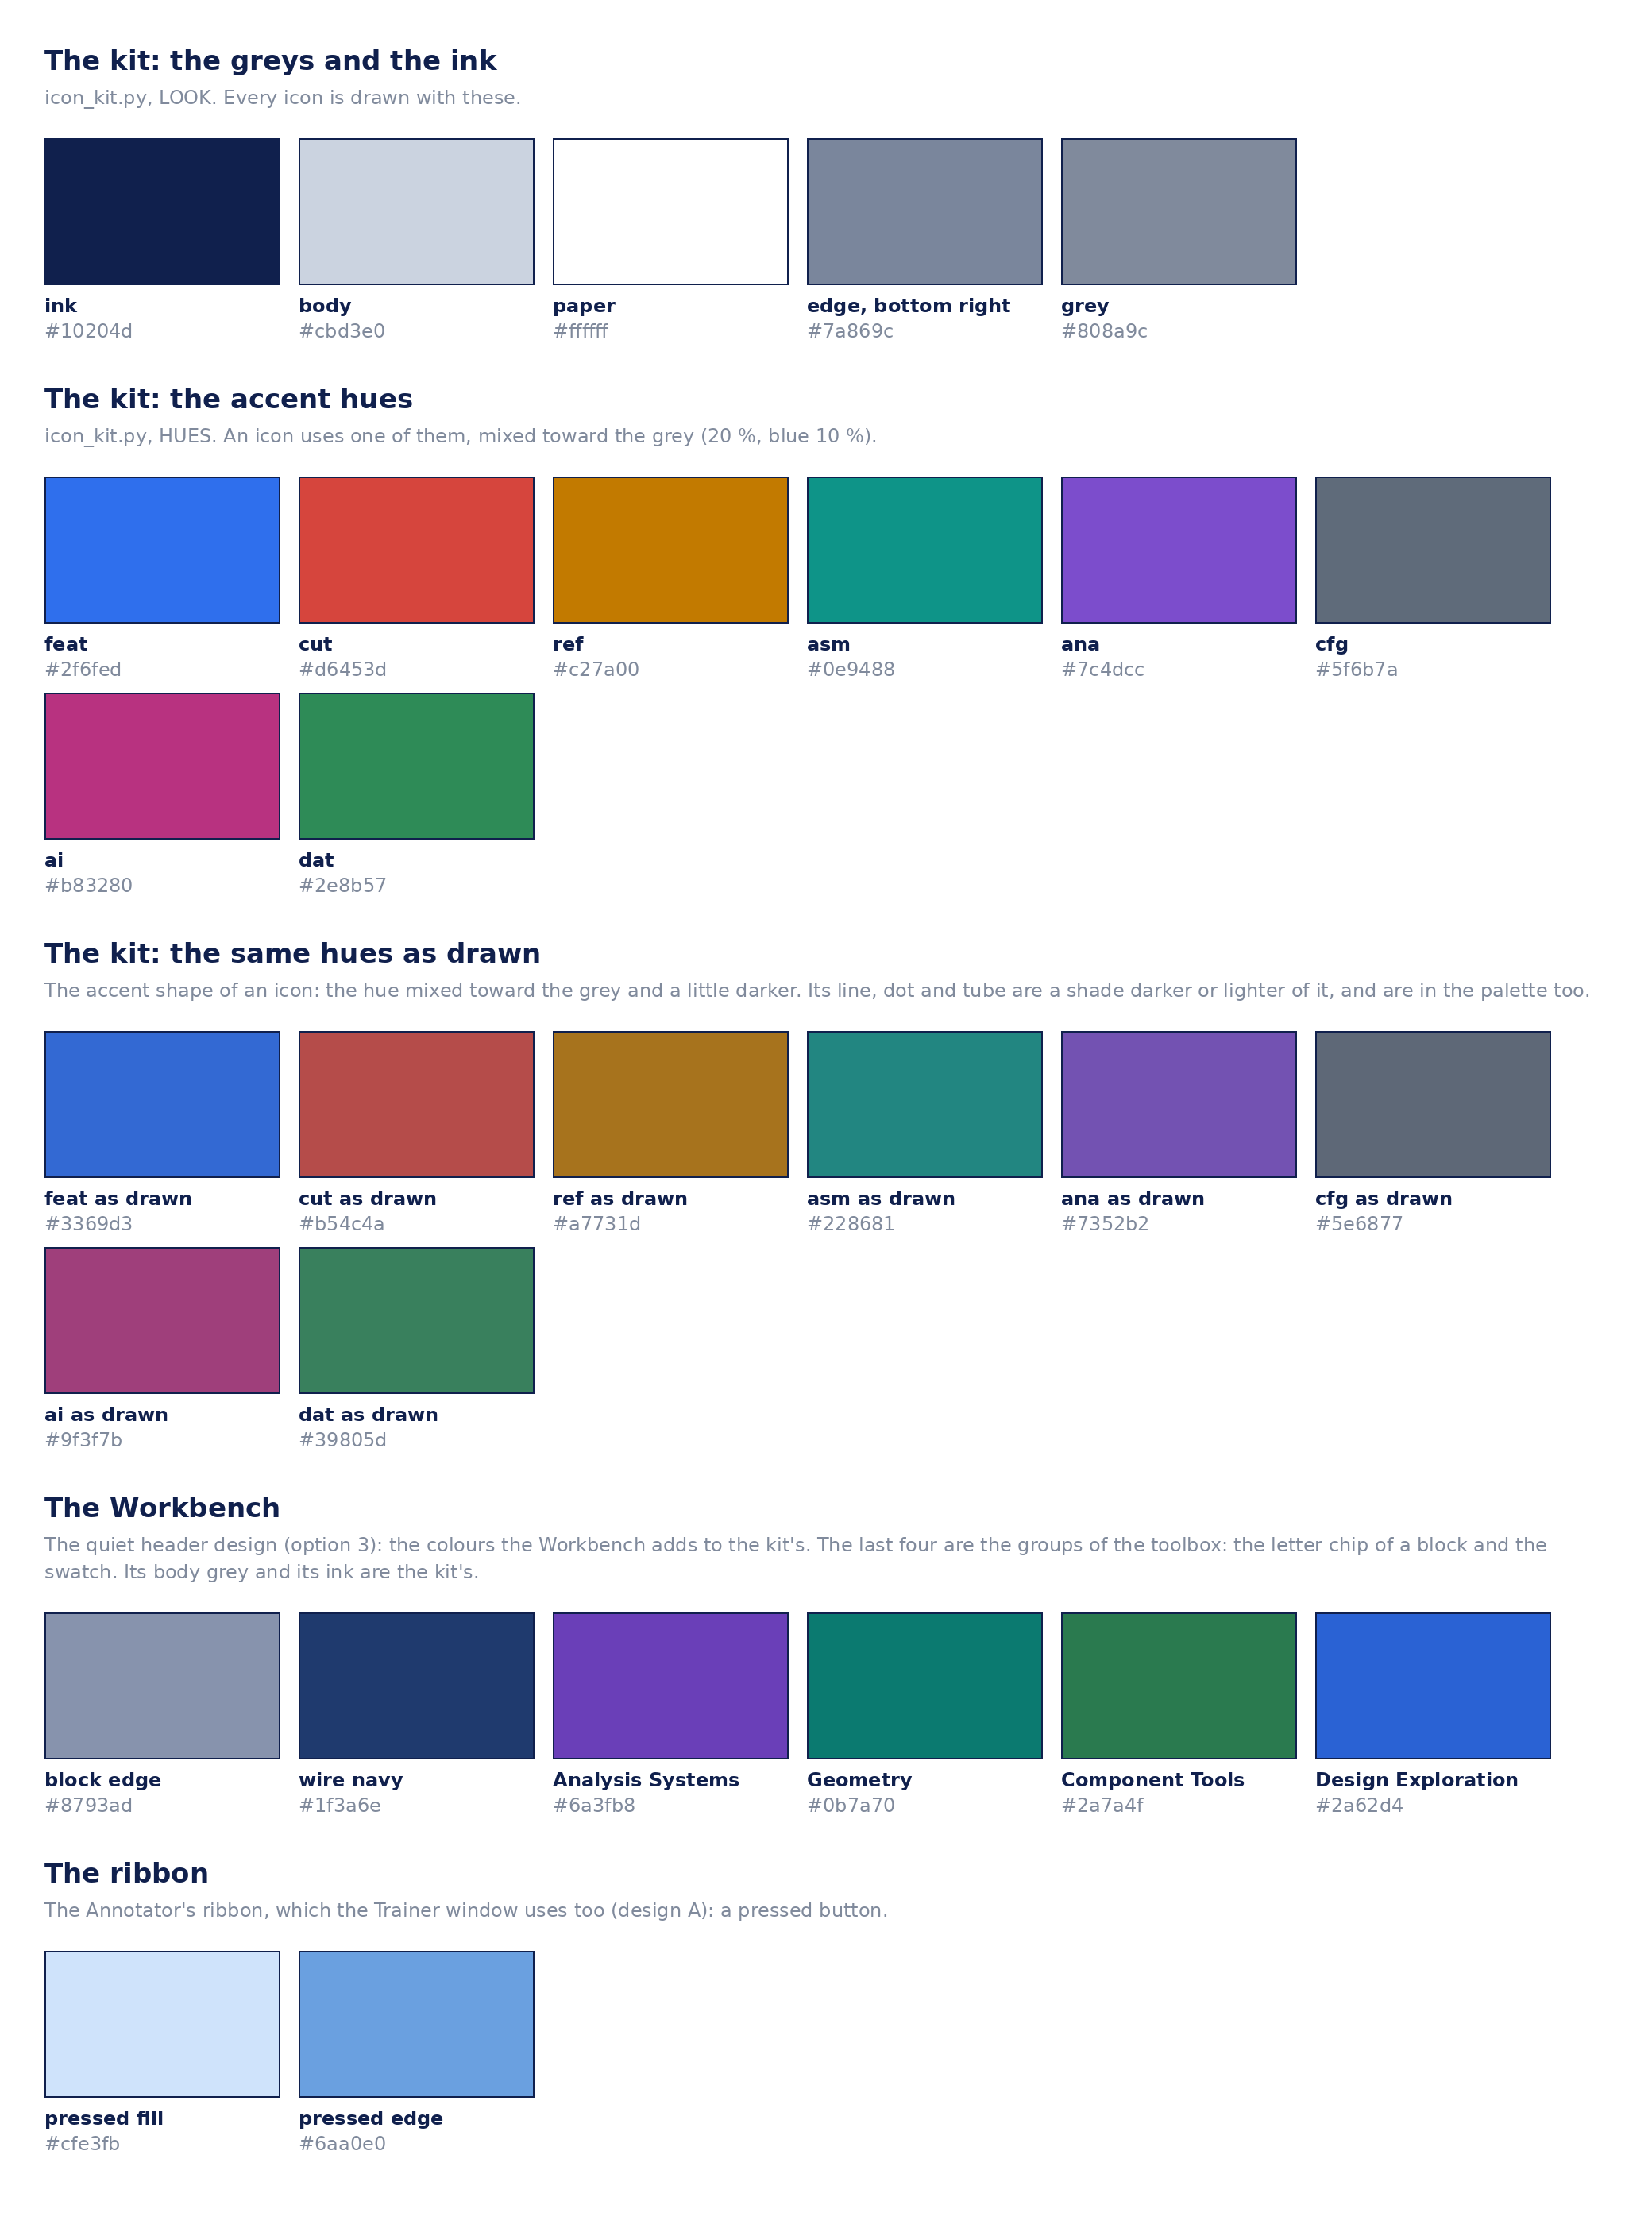 The kit: the greys and the ink
icon_kit.py, LOOK. Every icon is drawn with these.
ink body paper edge, bottom right grey
#10204d #cbd3e0 #ffffff #7a869c #808a9c
The kit: the accent hues
icon_kit.py, HUES. An icon uses one of them, mixed toward the grey (20 %, blue 10 %).
feat cut ref asm ana cfg
#2f6fed #d6453d #c27a00 #0e9488 #7c4dcc #5f6b7a
ai dat
#b83280 #2e8b57
The kit: the same hues as drawn
The accent shape of an icon: the hue mixed toward the grey and a little darker. Its line, dot and tube are a shade darker or lighter of it, and are in the palette too.
feat as drawn cut as drawn ref as drawn asm as drawn ana as drawn cfg as drawn
#3369d3 #b54c4a #a7731d #228681 #7352b2 #5e6877
ai as drawn dat as drawn
#9f3f7b #39805d
The Workbench
The quiet header design (option 3): the colours the Workbench adds to the kit's. The last four are the groups of the toolbox: the letter chip of a block and the
swatch. Its body grey and its ink are the kit's.
block edge wire navy Analysis Systems Geometry Component Tools Design Exploration
#8793ad #1f3a6e #6a3fb8 #0b7a70 #2a7a4f #2a62d4
The ribbon
The Annotator's ribbon, which the Trainer window uses too (design A): a pressed button.
pressed fill pressed edge
#cfe3fb #6aa0e0